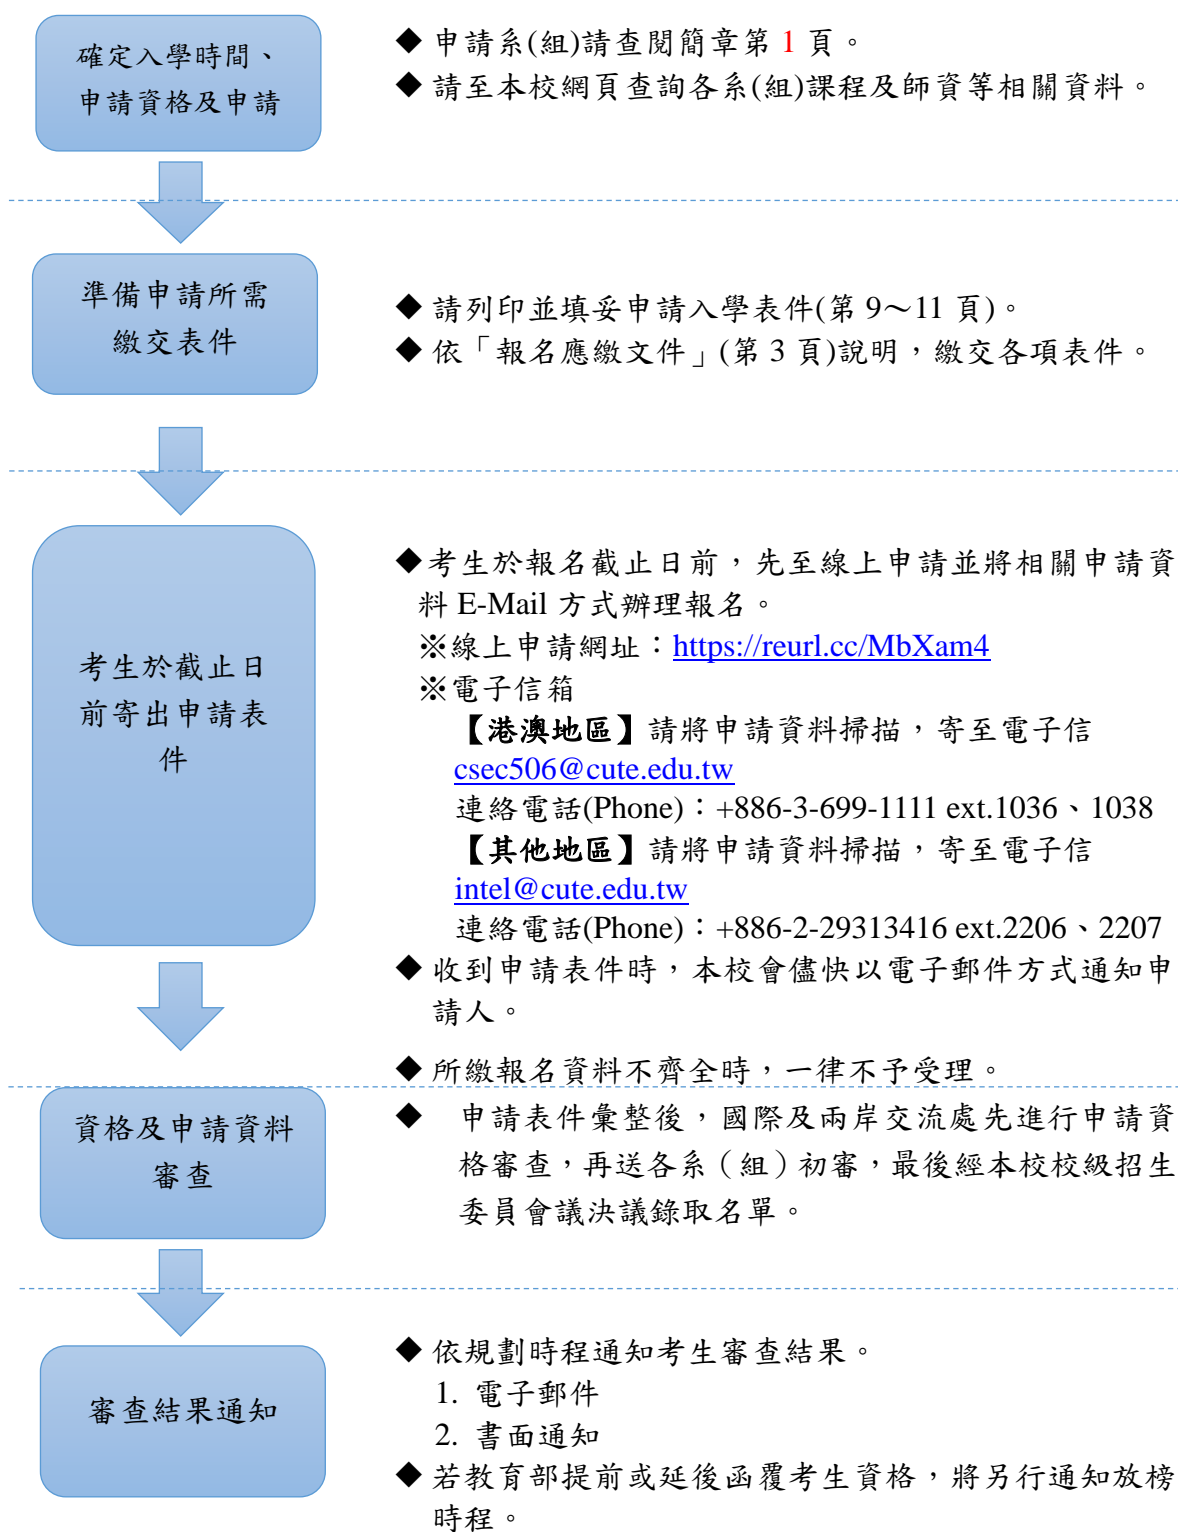 確定入學時間、
申請資格及申請
◆ 申請系(組)請查閱簡章第 1 頁。
◆ 請至本校網頁查詢各系(組)課程及師資等相關資料。
準備申請所需
繳交表件
◆ 請列印並填妥申請入學表件(第 9～11 頁)。
◆ 依「報名應繳文件」(第 3 頁)說明，繳交各項表件。
考生於截止日
前寄出申請表
件
◆考生於報名截止日前，先至線上申請並將相關申請資
料 E-Mail 方式辦理報名。
※線上申請網址：https://reurl.cc/MbXam4
※電子信箱
【港澳地區】請將申請資料掃描，寄至電子信
csec506@cute.edu.tw
連絡電話(Phone)：+886-3-699-1111 ext.1036、1038
【其他地區】請將申請資料掃描，寄至電子信
intel@cute.edu.tw
連絡電話(Phone)：+886-2-29313416 ext.2206、2207
◆ 收到申請表件時，本校會儘快以電子郵件方式通知申
請人。
◆ 所繳報名資料不齊全時，一律不予受理。
資格及申請資料
審查
◆ 申請表件彙整後，國際及兩岸交流處先進行申請資
格審查，再送各系（組）初審，最後經本校校級招生
委員會議決議錄取名單。
審查結果通知
◆ 依規劃時程通知考生審查結果。
1. 電子郵件
2. 書面通知
◆ 若教育部提前或延後函覆考生資格，將另行通知放榜
時程。